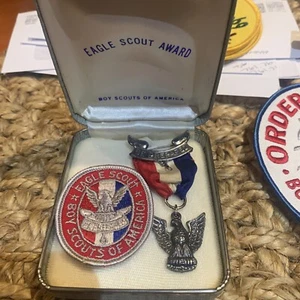 EAGLE SCOUT AWARD
BOY SCOUTS OF AMERICA
EAGLE SCOUT
BOY SCOUTS OF AMERICA
ORDER